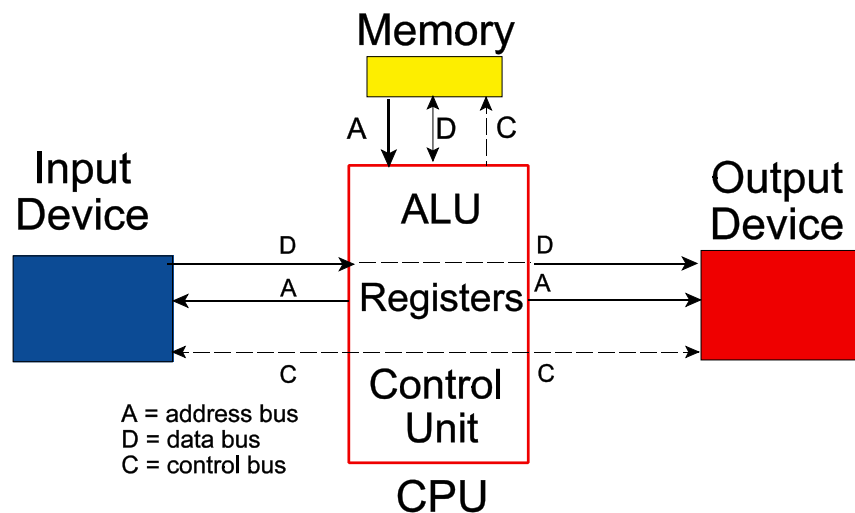 Memory
A
D
C
Input
Device
ALU
Output
Device
D
D
A
Registers
A
C
Control
Unit
C
A = address bus
D = data bus
C = control bus
CPU